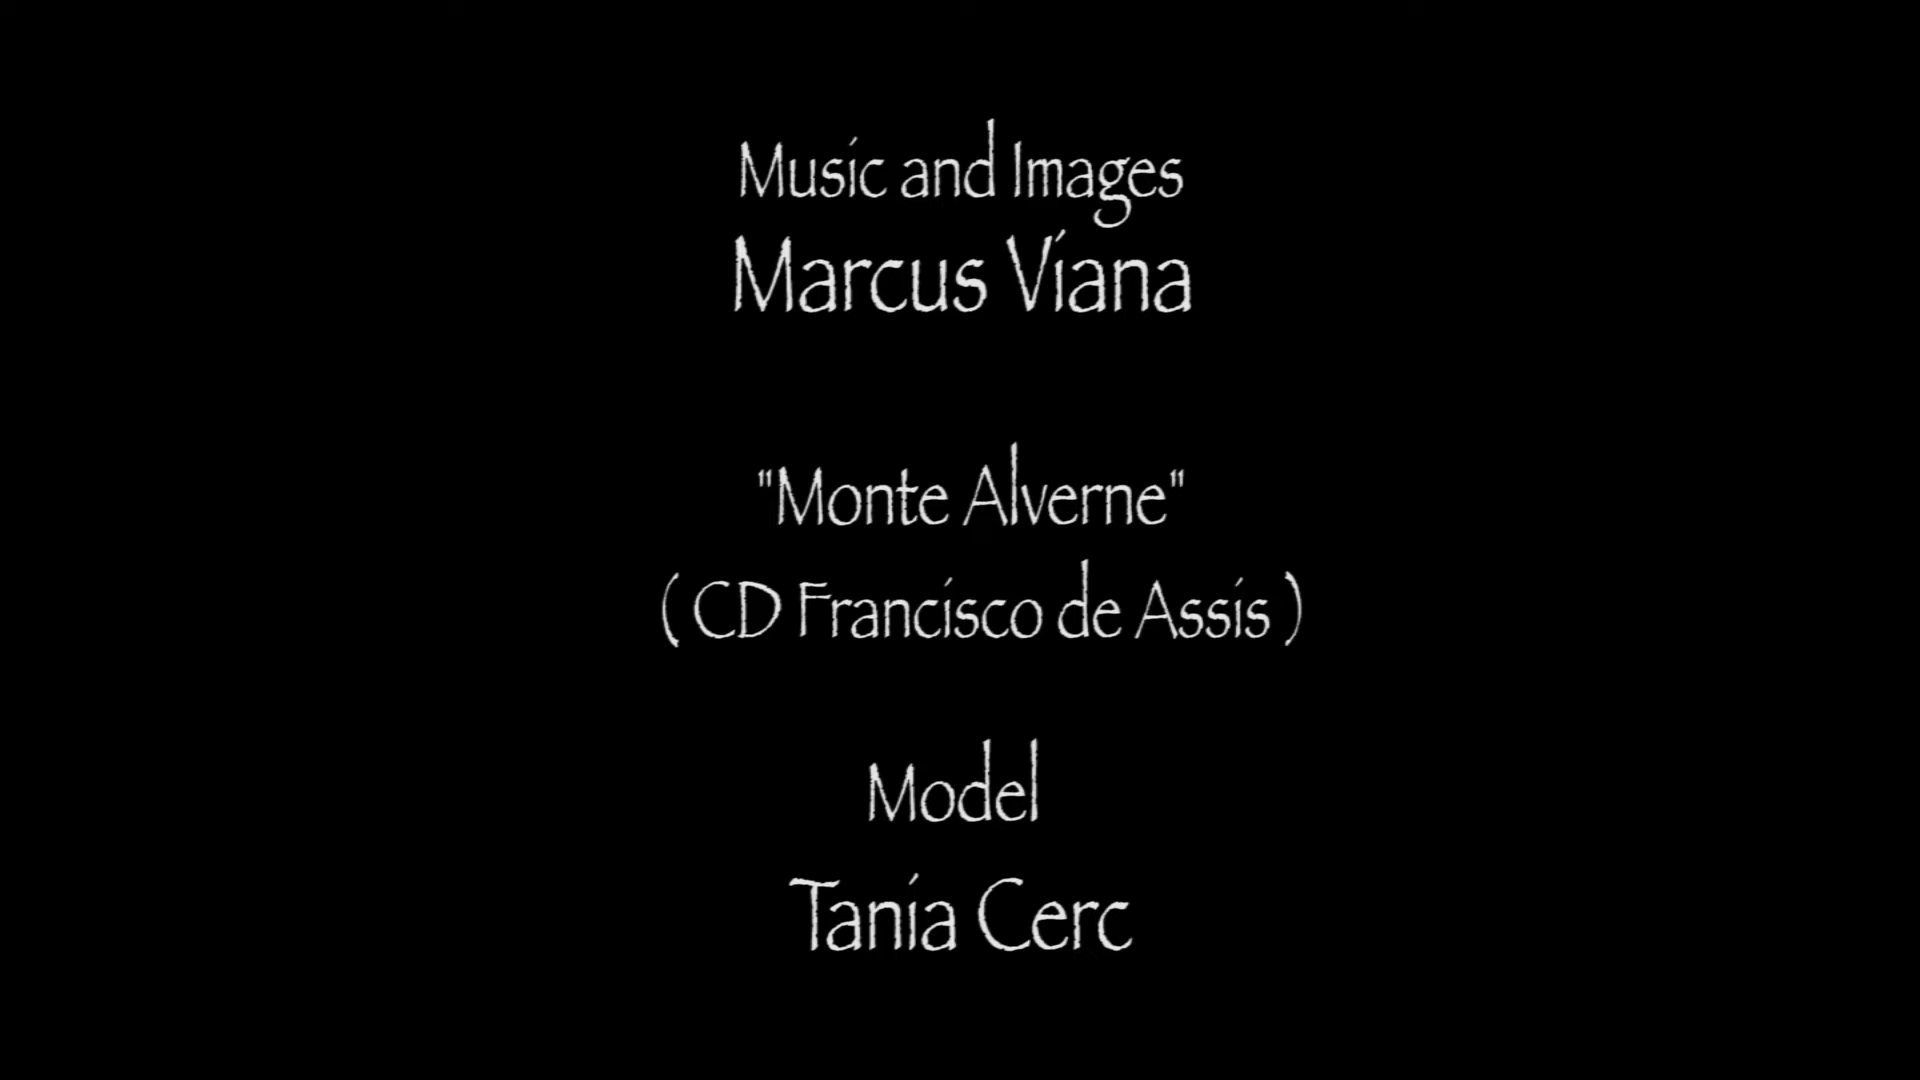 Music and Images
Marcus Viana
"Monte Alverne"
( CD Francisco de Assis )
Model
Tania Cerc